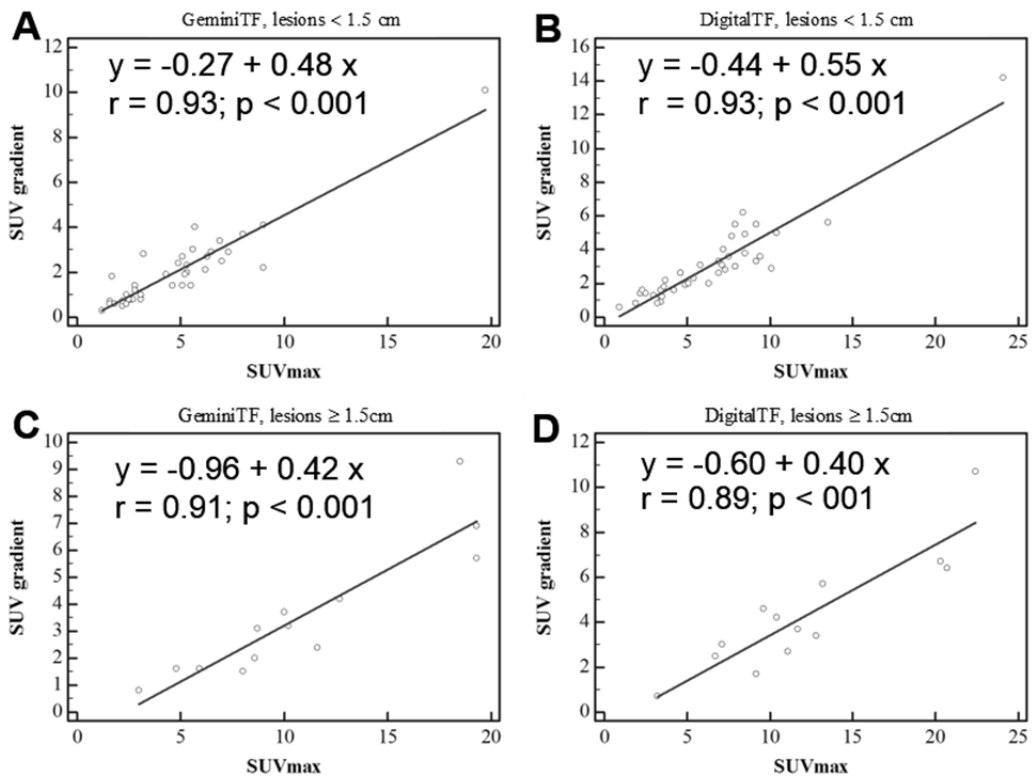 A
GeminiTF, lesions < 1.5 cm
y = -0.27 + 0.48 x
r = 0.93; p < 0.001
SUV gradient
12
10
8
6
4
2
0
0 5 10 15 20
SUVmax
B
DigitalTF, lesions < 1.5 cm
y = -0.44 + 0.55 x
r = 0.93; p < 0.001
SUV gradient
16
14
12
10
8
6
4
2
0
0 5 10 15 20 25
SUVmax
C
GeminiTF, lesions ≥ 1.5cm
y = -0.96 + 0.42 x
r = 0.91; p < 0.001
SUV gradient
10
9
8
7
6
5
4
3
2
1
0
0 5 10 15 20
SUVmax
D
DigitalTF, lesions ≥ 1.5cm
y = -0.60 + 0.40 x
r = 0.89; p < 001
SUV gradient
12
10
8
6
4
2
0
0 5 10 15 20 25
SUVmax